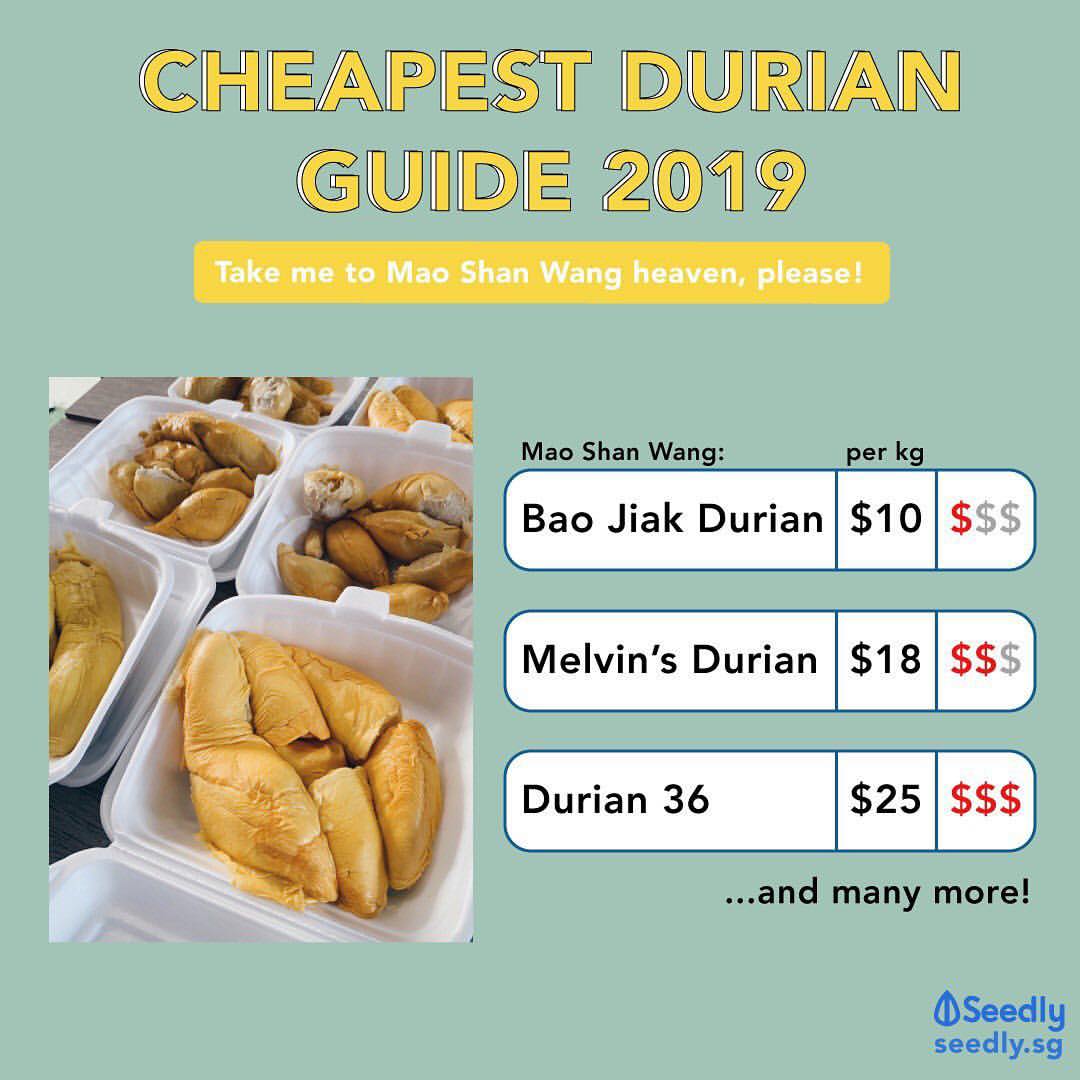 CHEAPEST DURIAN
GUIDE 2019
Take me to Mao Shan Wang heaven, please!
Mao Shan Wang: per kg
Bao Jiak Durian $10 $$$
Melvin’s Durian $18 $$$
Durian 36 $25 $$$
...and many more!
Seedly
seedly.sg